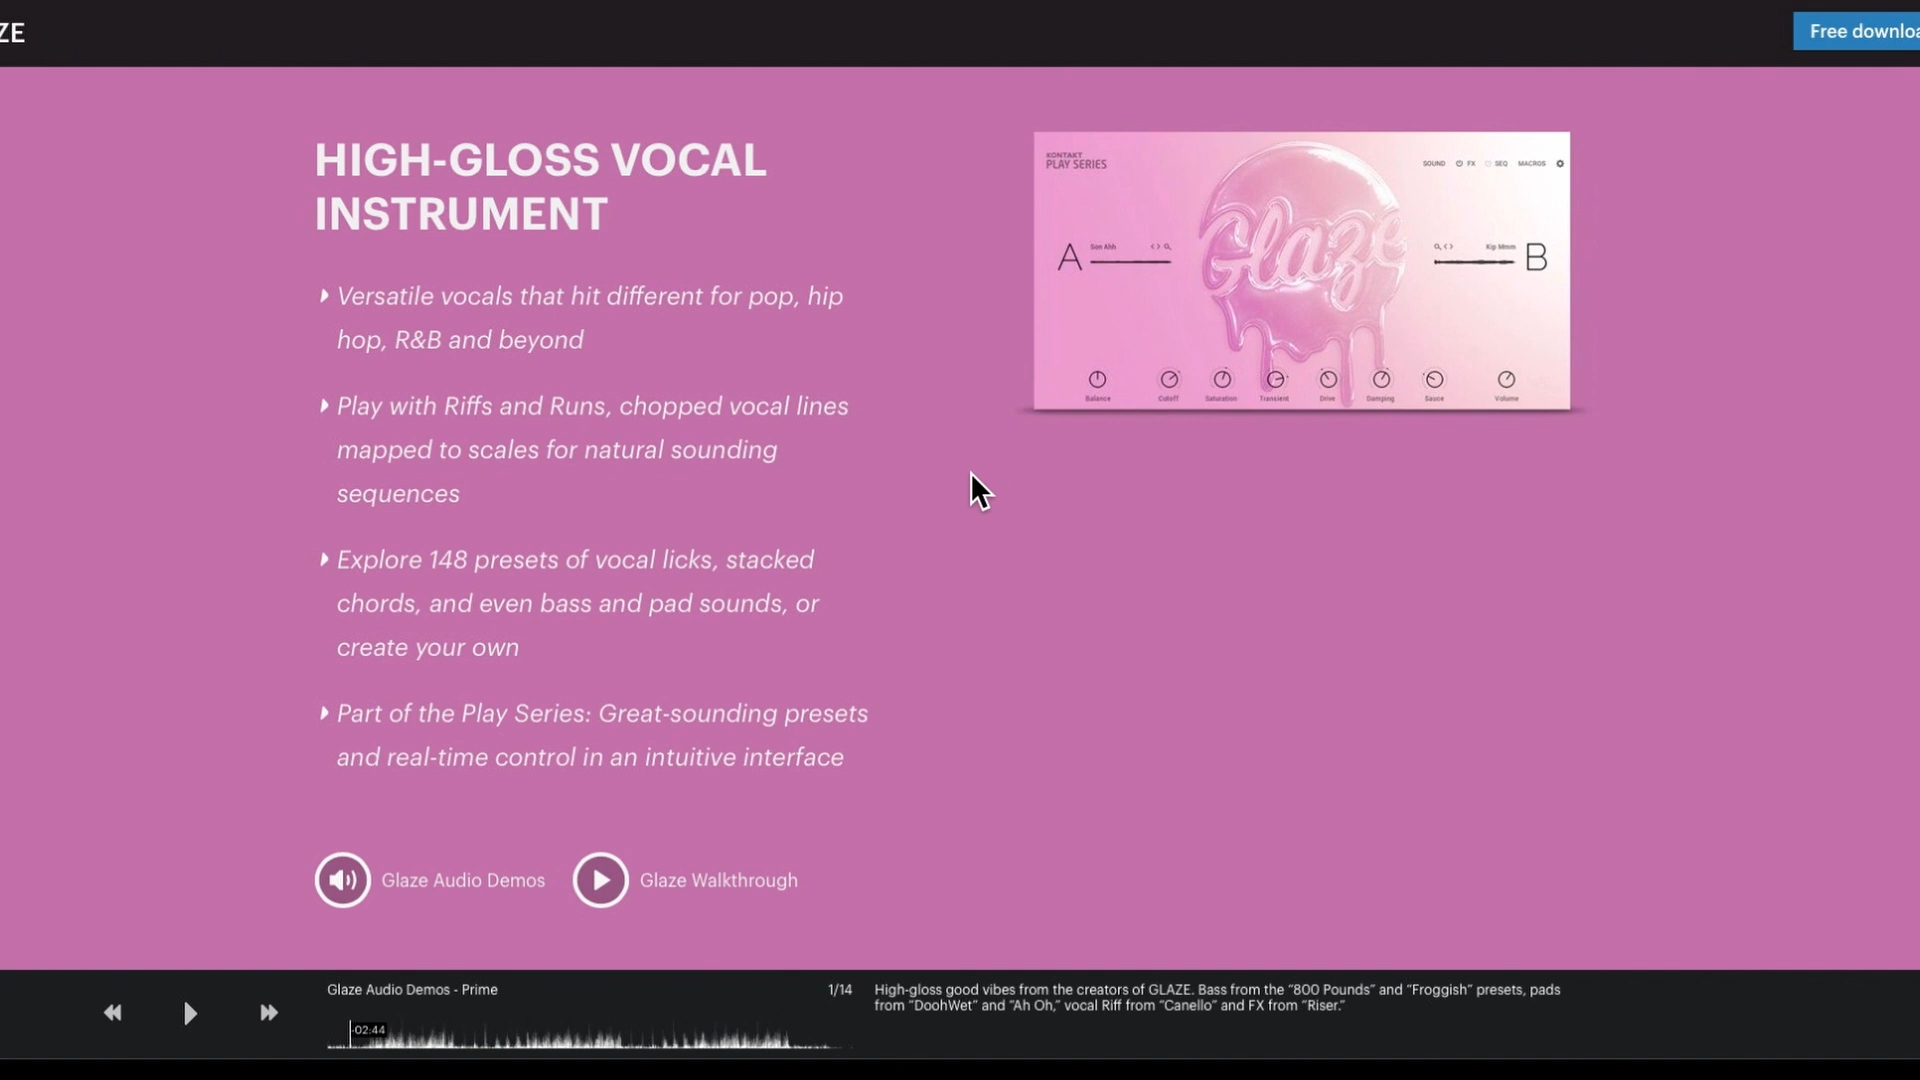 ZE
Free downloa
HIGH-GLOSS VOCAL
INSTRUMENT
Versatile vocals that hit different for pop, hip
hop, R&B and beyond
Play with Riffs and Runs, chopped vocal lines
mapped to scales for natural sounding
sequences
Explore 148 presets of vocal licks, stacked
chords, and even bass and pad sounds, or
create your own
Part of the Play Series: Great-sounding presets
and real-time control in an intuitive interface
Glaze Audio Demos
Glaze Walkthrough
KONTAKT
PLAY SERIES
SOUND FX SEQ MACROS
Glaze
A
Son Ahh
Kip Mmm
B
Balance Cutoff Saturation Transient Drive Damping Sauce Volume
Glaze Audio Demos - Prime
1/14
-02:44
High-gloss good vibes from the creators of GLAZE. Bass from the “800 Pounds” and “Froggish” presets, pads
from “DoohWet” and “Ah Oh,” vocal Riff from “Canello” and FX from “Riser.”